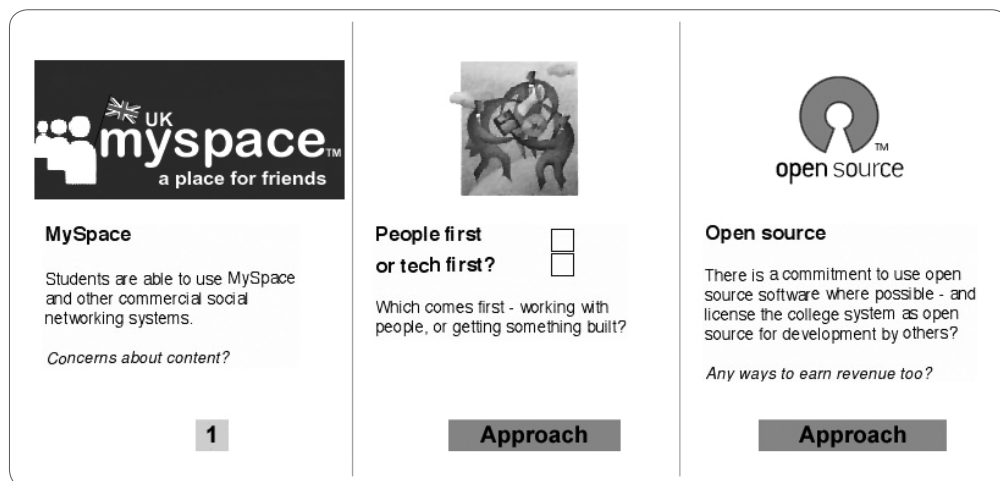 UK
myspace™
a place for friends
MySpace
Students are able to use MySpace
and other commercial social
networking systems.
Concerns about content?
1
People first
or tech first?
Which comes first - working with
people, or getting something built?
Approach
TM
open source
Open source
There is a commitment to use open
source software where possible - and
license the college system as open
source for development by others?
Any ways to earn revenue too?
Approach